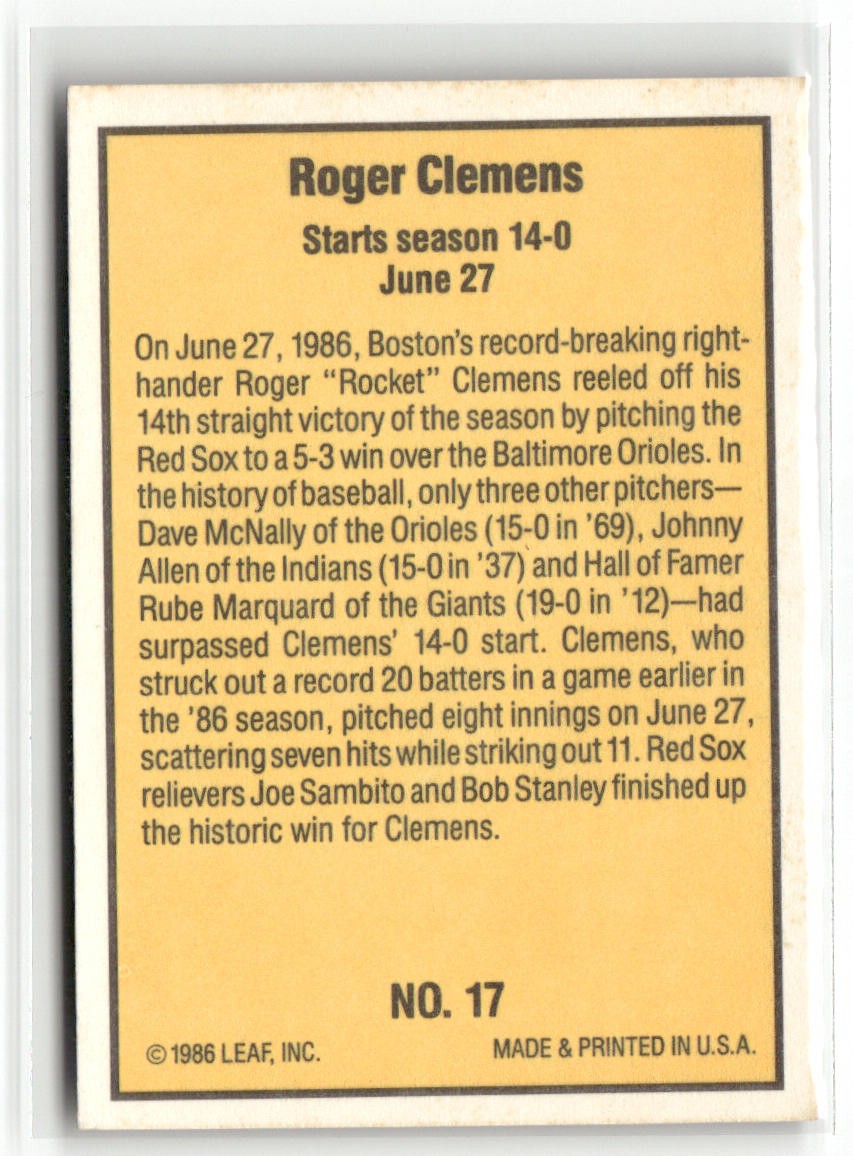 Roger Clemens
Starts season 14-0
June 27
On June 27, 1986, Boston's record-breaking right-
hander Roger "Rocket" Clemens reeled off his
14th straight victory of the season by pitching the
Red Sox to a 5-3 win over the Baltimore Orioles. In
the history of baseball, only three other pitchers—
Dave McNally of the Orioles (15-0 in '69), Johnny
Allen of the Indians (15-0 in '37) and Hall of Famer
Rube Marquard of the Giants (19-0 in '12)—had
surpassed Clemens' 14-0 start. Clemens, who
struck out a record 20 batters in a game earlier in
the '86 season, pitched eight innings on June 27,
scattering seven hits while striking out 11. Red Sox
relievers Joe Sambito and Bob Stanley finished up
the historic win for Clemens.
NO. 17
© 1986 LEAF, INC. MADE & PRINTED IN U.S.A.